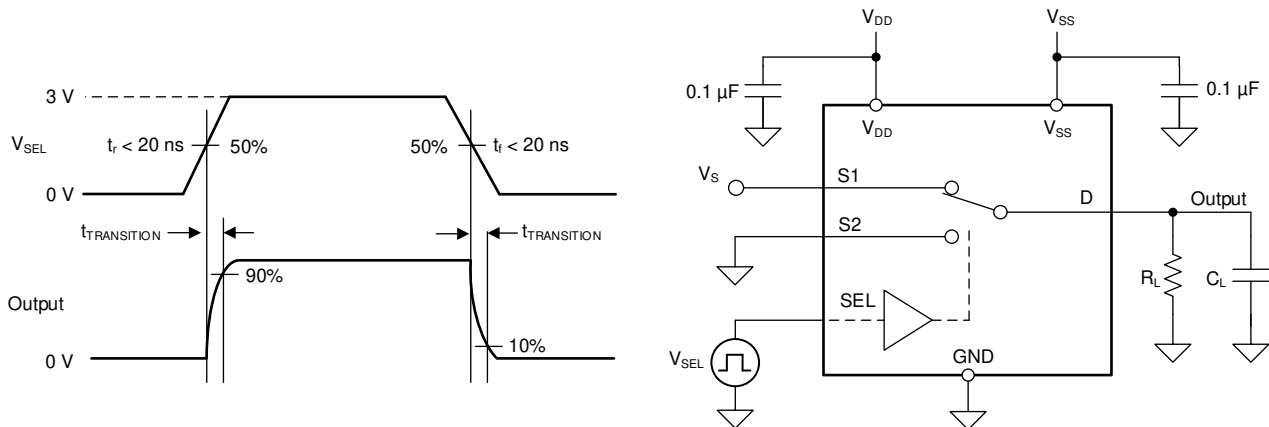 3 V
V_SEL
t_r < 20 ns
50%
50%
t_f < 20 ns
0 V
t_TRANSITION
t_TRANSITION
90%
Output
10%
0 V
V_DD
V_SS
0.1 µF
0.1 µF
V_DD
V_SS
V_S
S1
D
Output
S2
R_L
C_L
SEL
V_SEL
GND